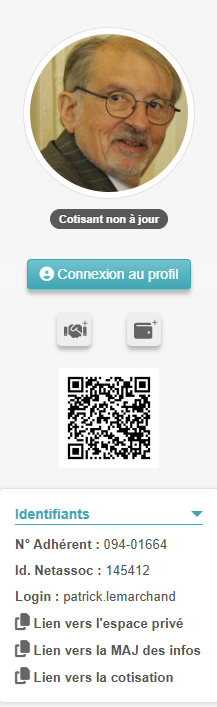 Cotisant non à jour
Connexion au profil
Identifiants
N° Adhérent : 094-01664
Id. Netassoc : 145412
Login : patrick.lemarchand
Lien vers l'espace privé
Lien vers la MAJ des infos
Lien vers la cotisation